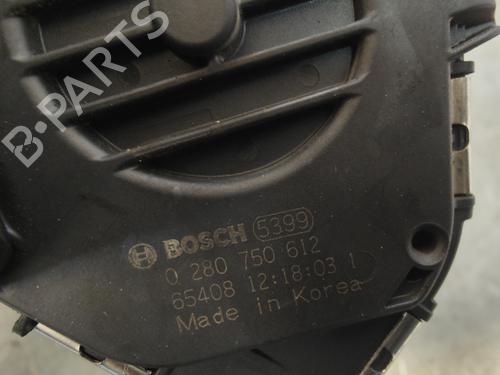 B-PARTS
BOSCH 5399
0 280 750 612
65408 12:18:03 1
Made in Korea